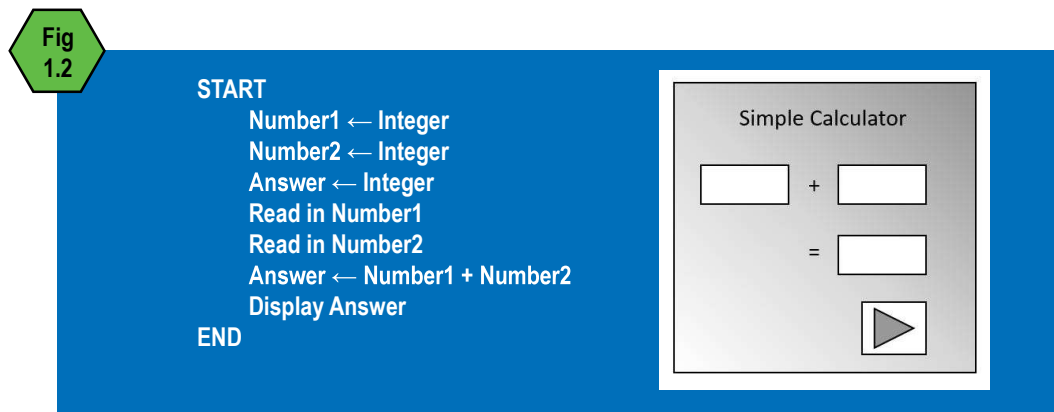 Fig
1.2
START
Number1 ← Integer
Number2 ← Integer
Answer ← Integer
Read in Number1
Read in Number2
Answer ← Number1 + Number2
Display Answer
END
Simple Calculator
+
=